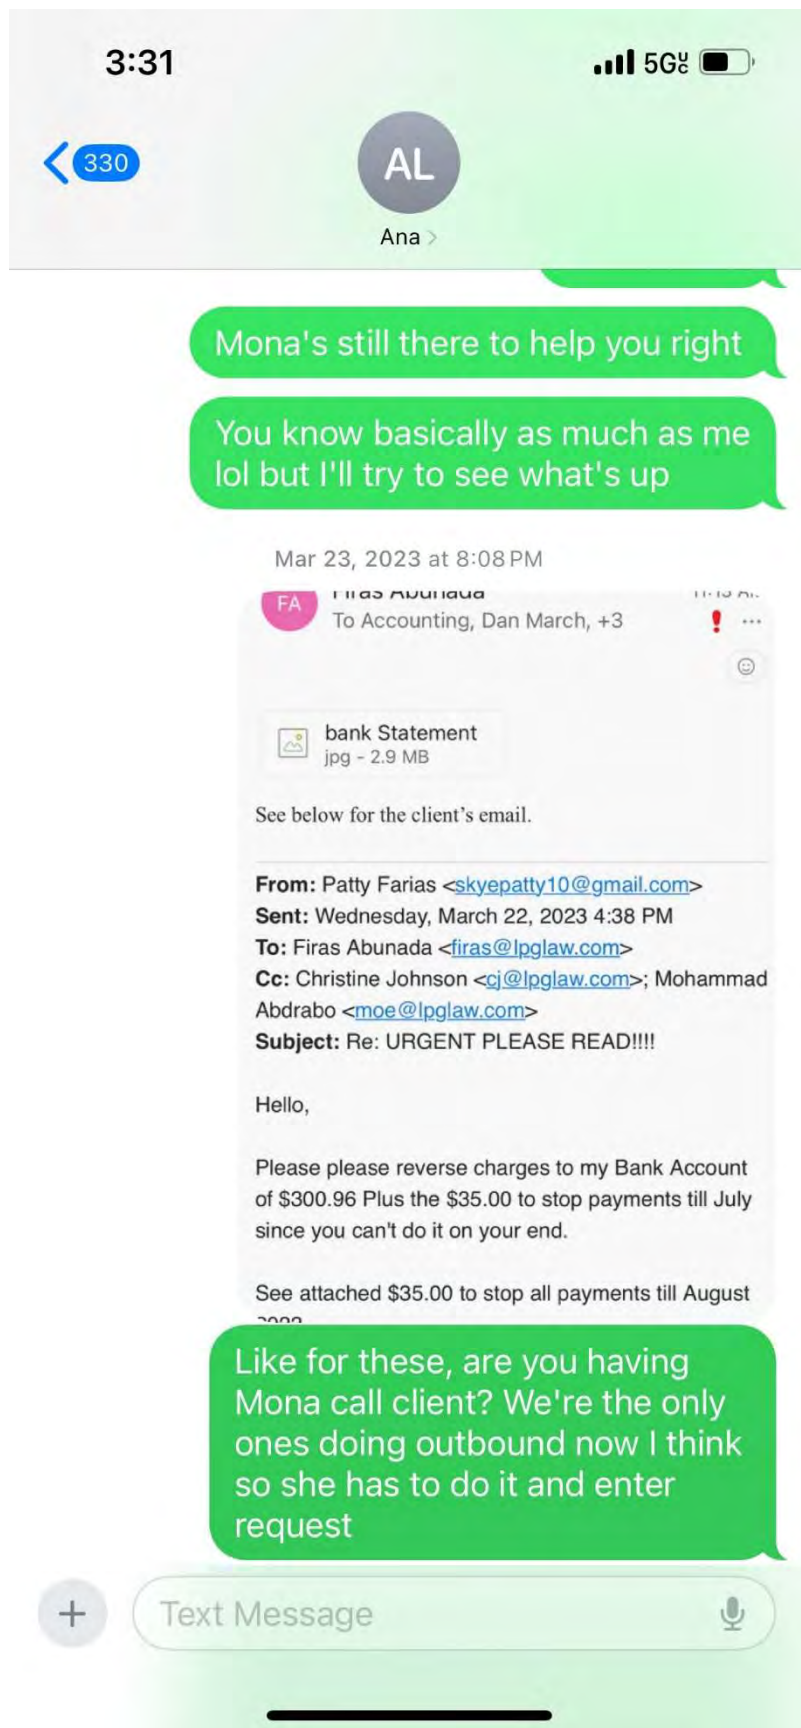 3:31
5G
330
AL
Ana
Mona's still there to help you right
You know basically as much as me
lol but I'll try to see what's up
Mar 23, 2023 at 8:08 PM
FA
Firas Abunada
To Accounting, Dan March, +3
bank Statement
jpg - 2.9 MB
See below for the client's email.
From: Patty Farias <skyepatty10@gmail.com>
Sent: Wednesday, March 22, 2023 4:38 PM
To: Firas Abunada <firas@lpglaw.com>
Cc: Christine Johnson <cj@lpglaw.com>; Mohammad
Abdrabo <moe@lpglaw.com>
Subject: Re: URGENT PLEASE READ!!!!
Hello,
Please please reverse charges to my Bank Account
of $300.96 Plus the $35.00 to stop payments till July
since you can't do it on your end.
See attached $35.00 to stop all payments till August
Like for these, are you having
Mona call client? We're the only
ones doing outbound now I think
so she has to do it and enter
request
Text Message